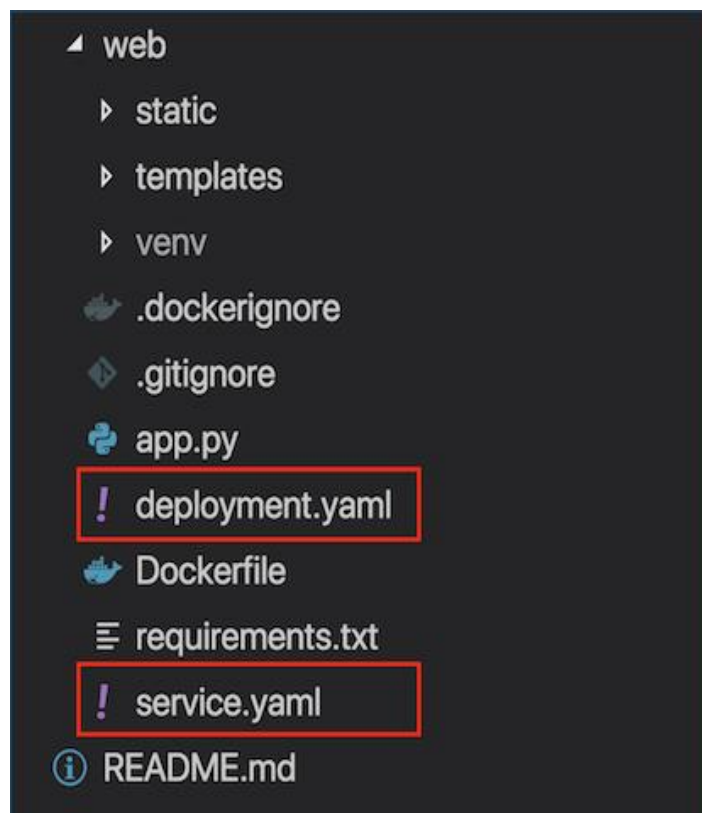 web
static
templates
venv
.dockerignore
.gitignore
app.py
! deployment.yaml
Dockerfile
requirements.txt
! service.yaml
README.md